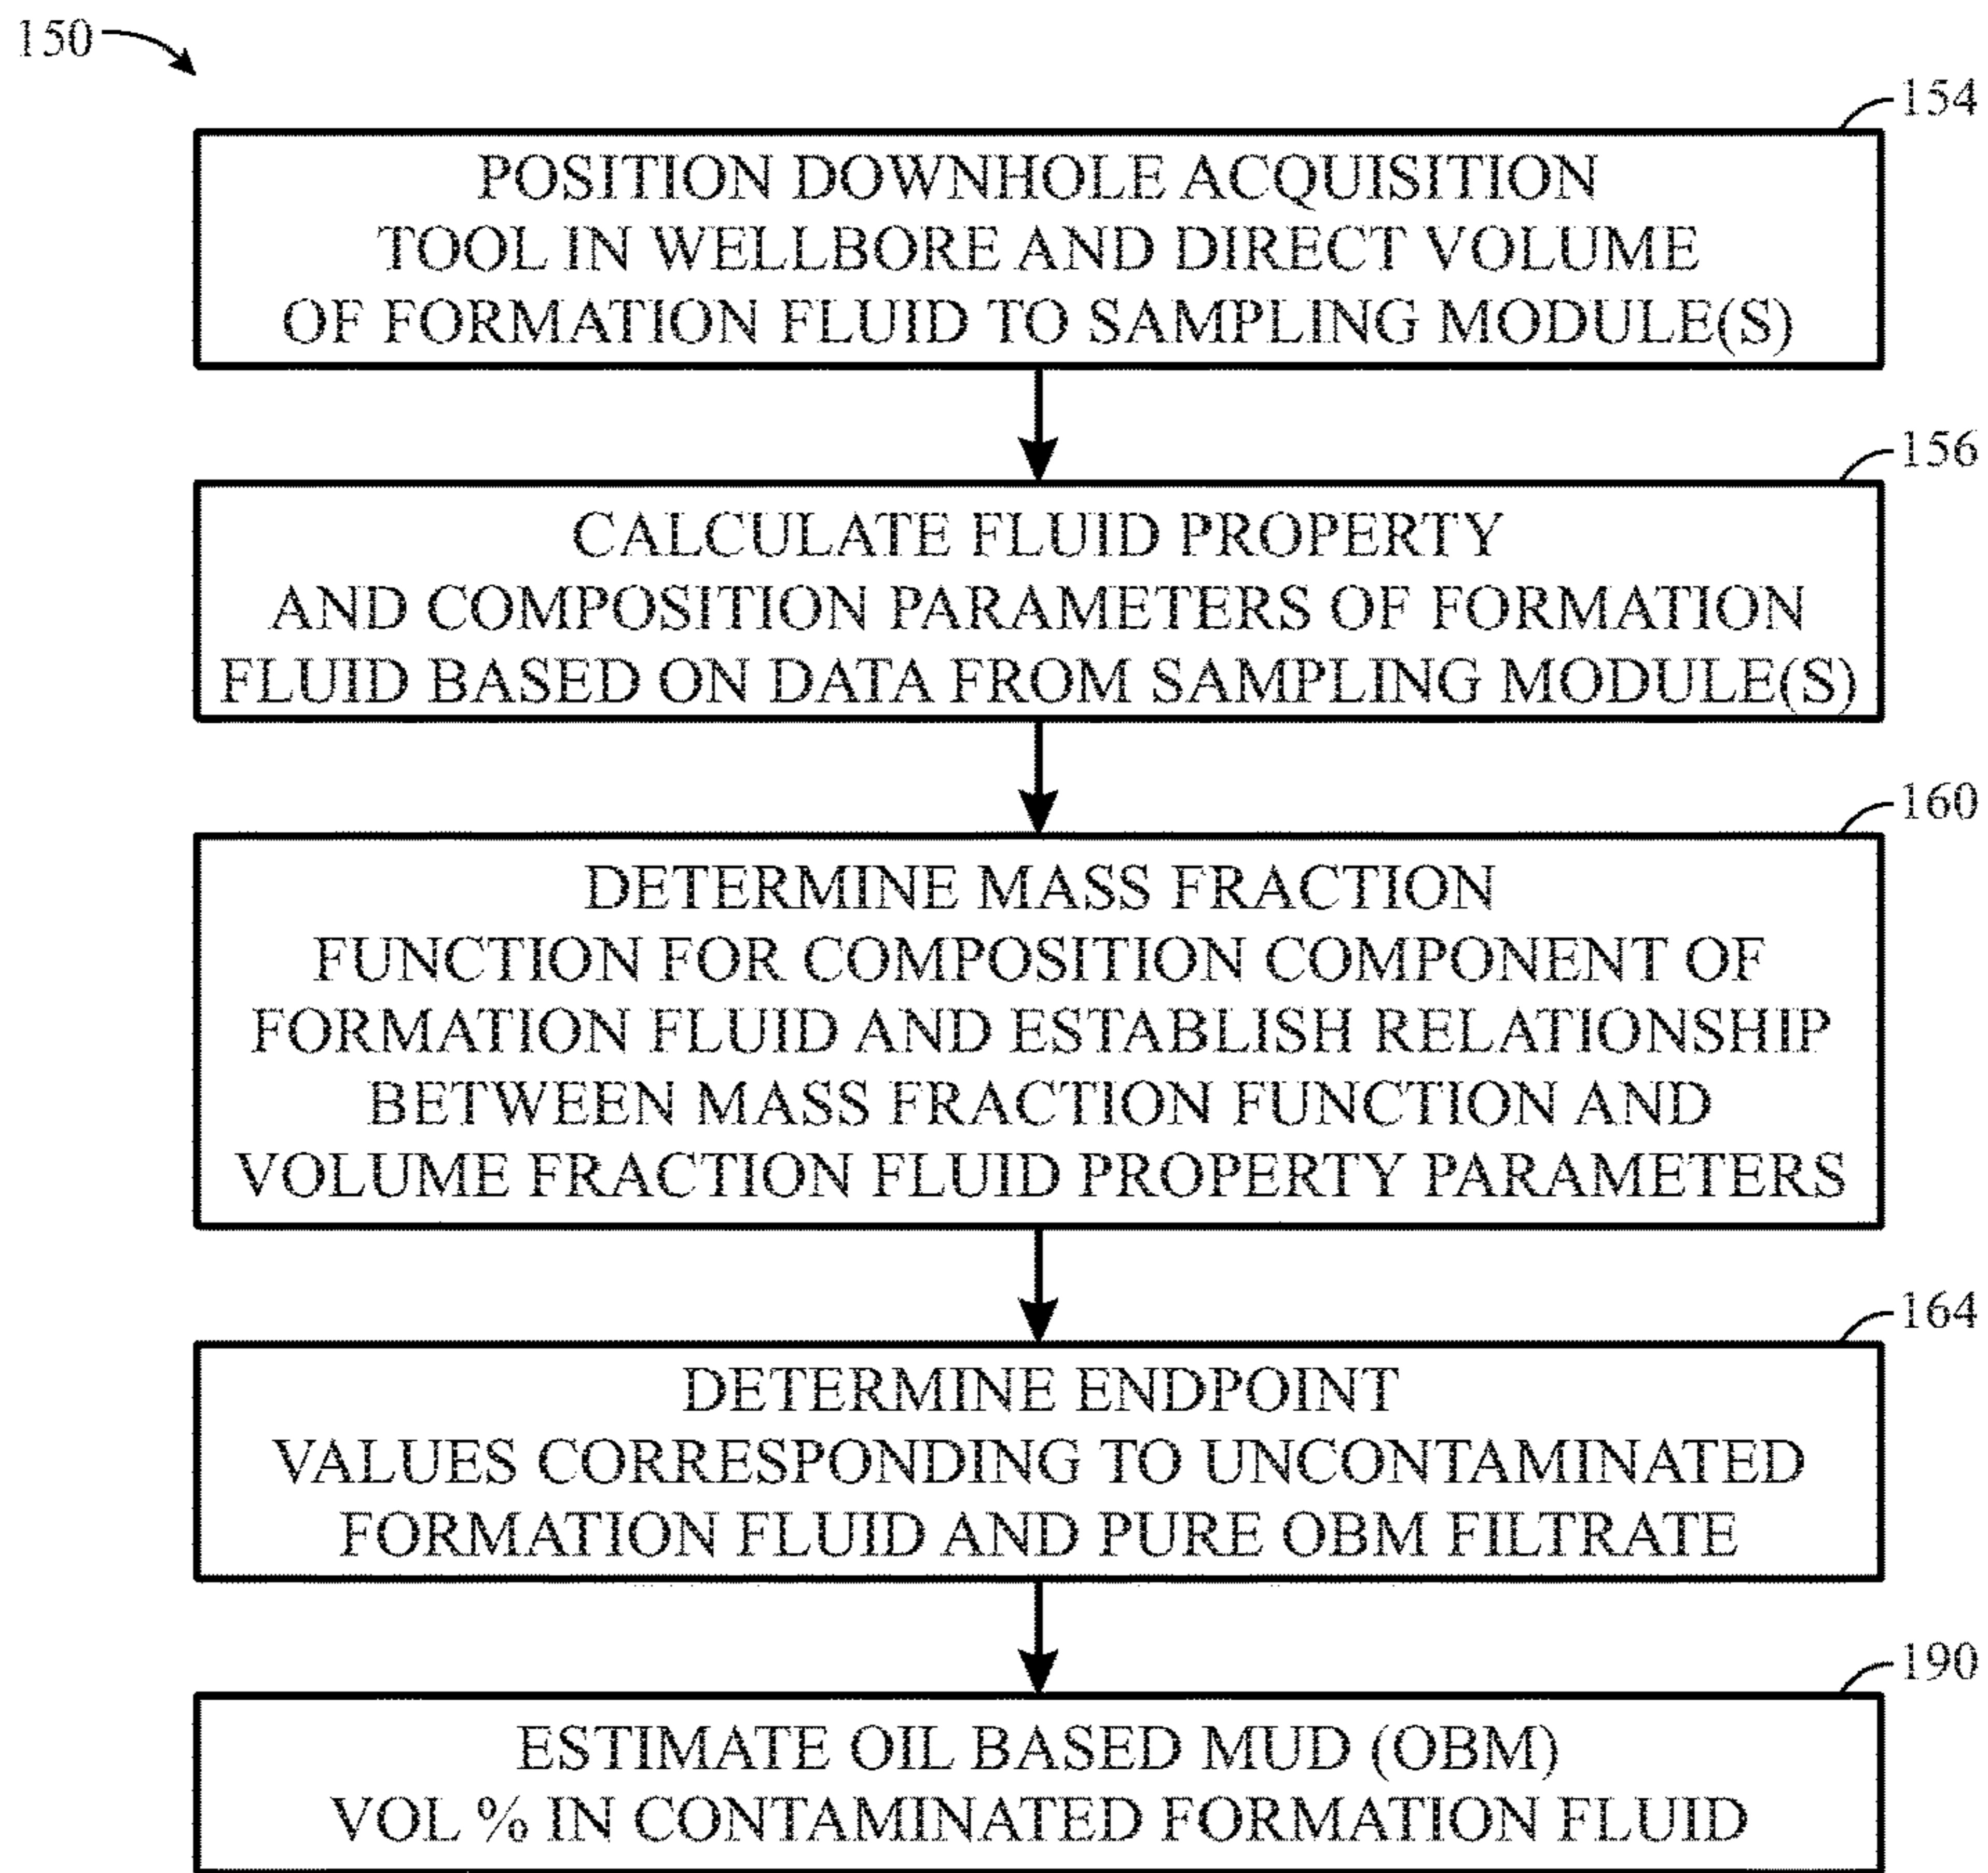 150
154
POSITION DOWNHOLE ACQUISITION
TOOL IN WELLBORE AND DIRECT VOLUME
OF FORMATION FLUID TO SAMPLING MODULE(S)
156
CALCULATE FLUID PROPERTY
AND COMPOSITION PARAMETERS OF FORMATION
FLUID BASED ON DATA FROM SAMPLING MODULE(S)
160
DETERMINE MASS FRACTION
FUNCTION FOR COMPOSITION COMPONENT OF
FORMATION FLUID AND ESTABLISH RELATIONSHIP
BETWEEN MASS FRACTION FUNCTION AND
VOLUME FRACTION FLUID PROPERTY PARAMETERS
164
DETERMINE ENDPOINT
VALUES CORRESPONDING TO UNCONTAMINATED
FORMATION FLUID AND PURE OBM FILTRATE
190
ESTIMATE OIL BASED MUD (OBM)
VOL % IN CONTAMINATED FORMATION FLUID